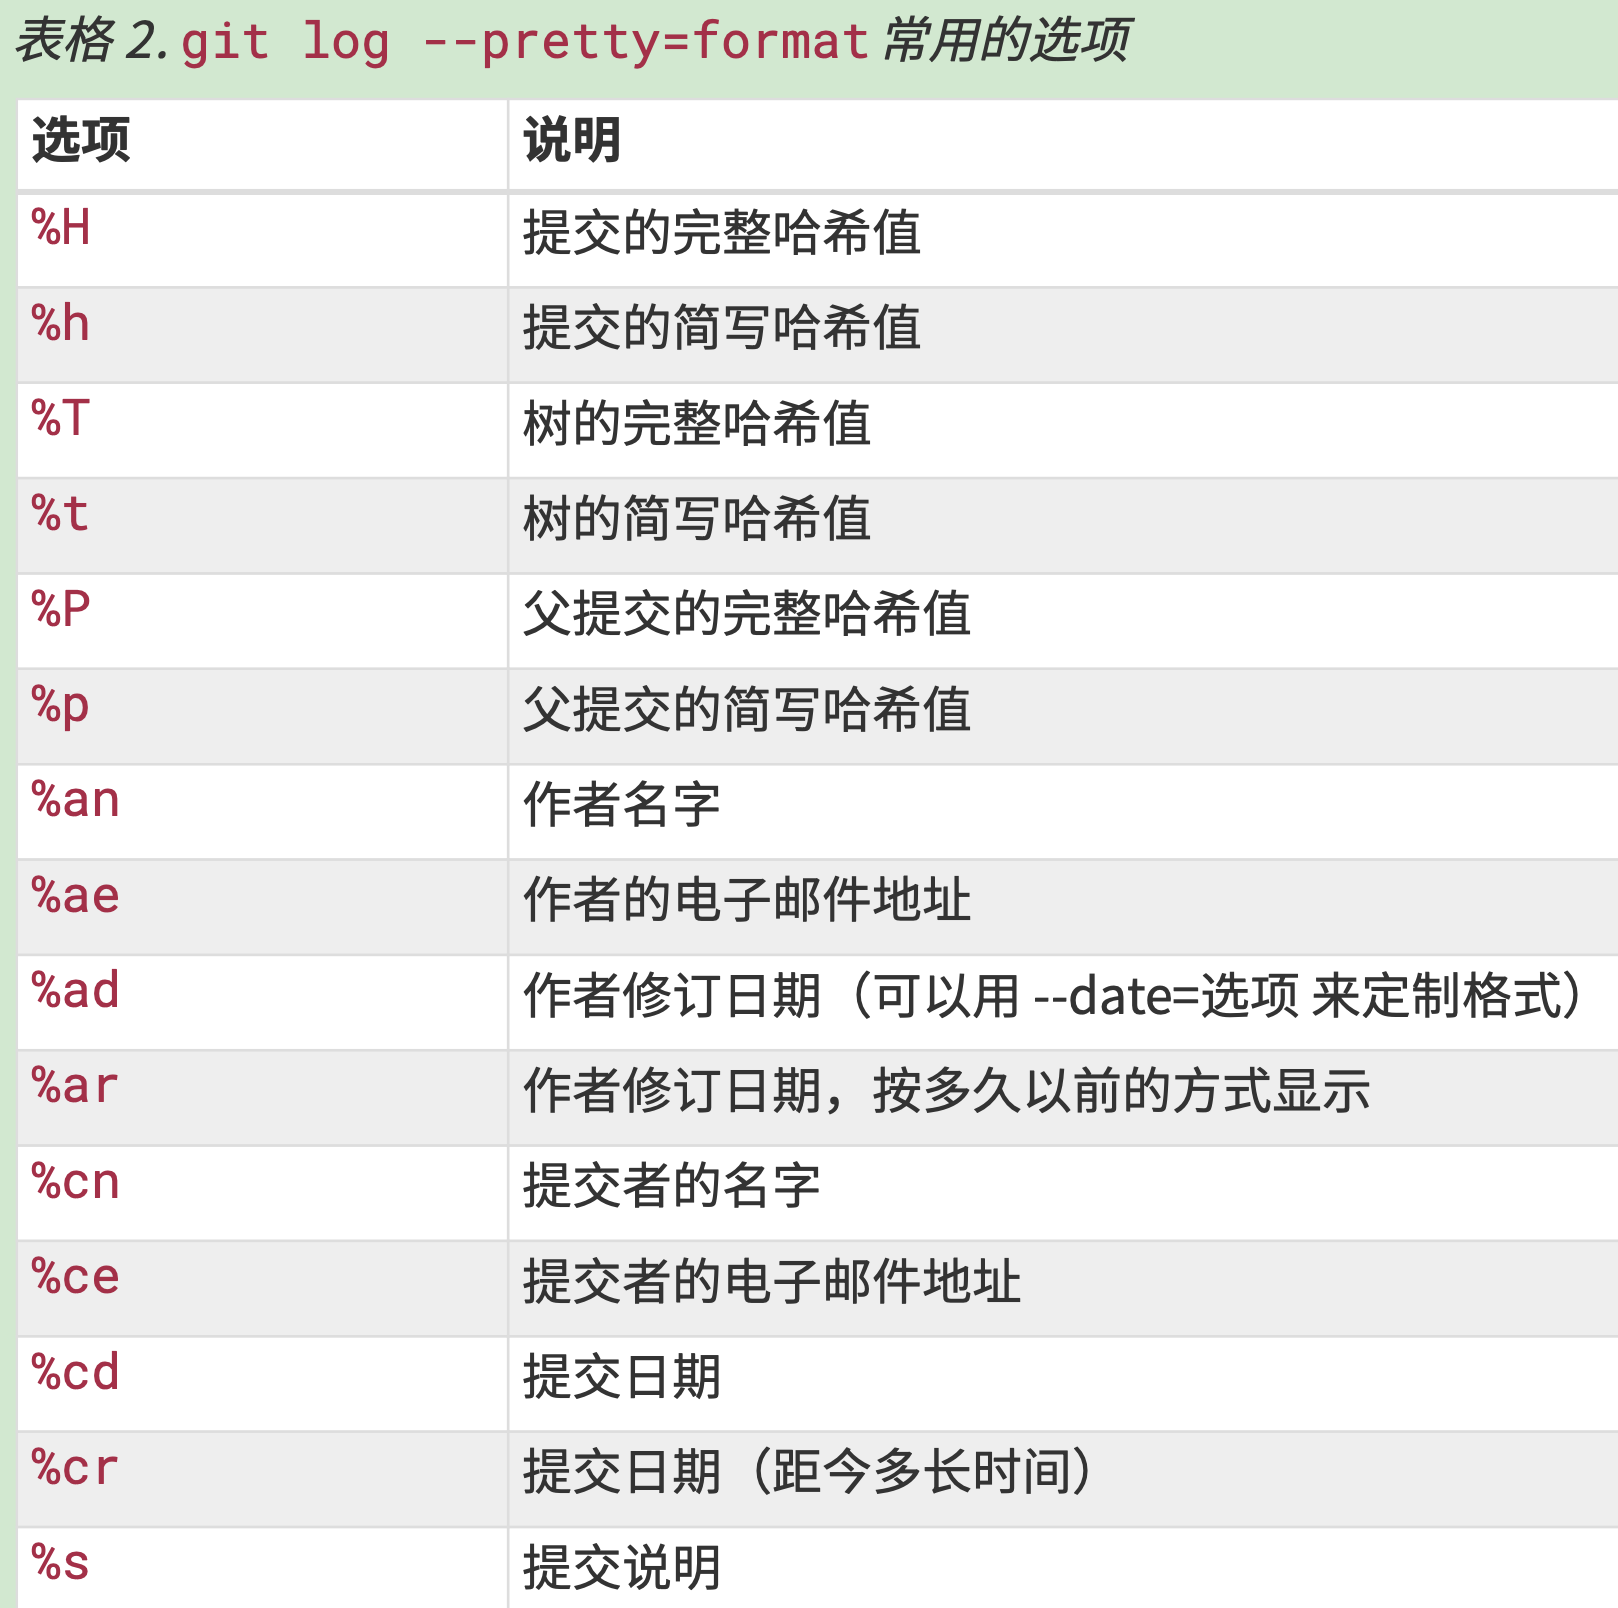 表格 2. git log --pretty=format 常用的选项
选项 说明
%H 提交的完整哈希值
%h 提交的简写哈希值
%T 树的完整哈希值
%t 树的简写哈希值
%P 父提交的完整哈希值
%p 父提交的简写哈希值
%an 作者名字
%ae 作者的电子邮件地址
%ad 作者修订日期（可以用 --date=选项 来定制格式）
%ar 作者修订日期，按多久以前的方式显示
%cn 提交者的名字
%ce 提交者的电子邮件地址
%cd 提交日期
%cr 提交日期（距今多长时间）
%s 提交说明